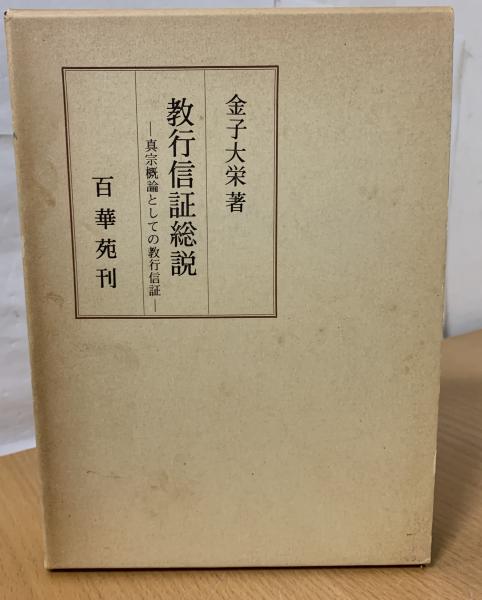 金子大栄著
教行信証総説
―真宗概論としての教行信証―
百華苑刊